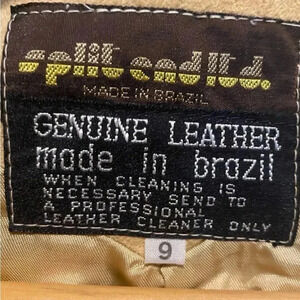 split end ltd.
MADE IN BRAZIL
GENUINE LEATHER
made in brazil
WHEN CLEANING IS
NECESSARY SEND TO
A PROFESSIONAL
LEATHER CLEANER ONLY
9